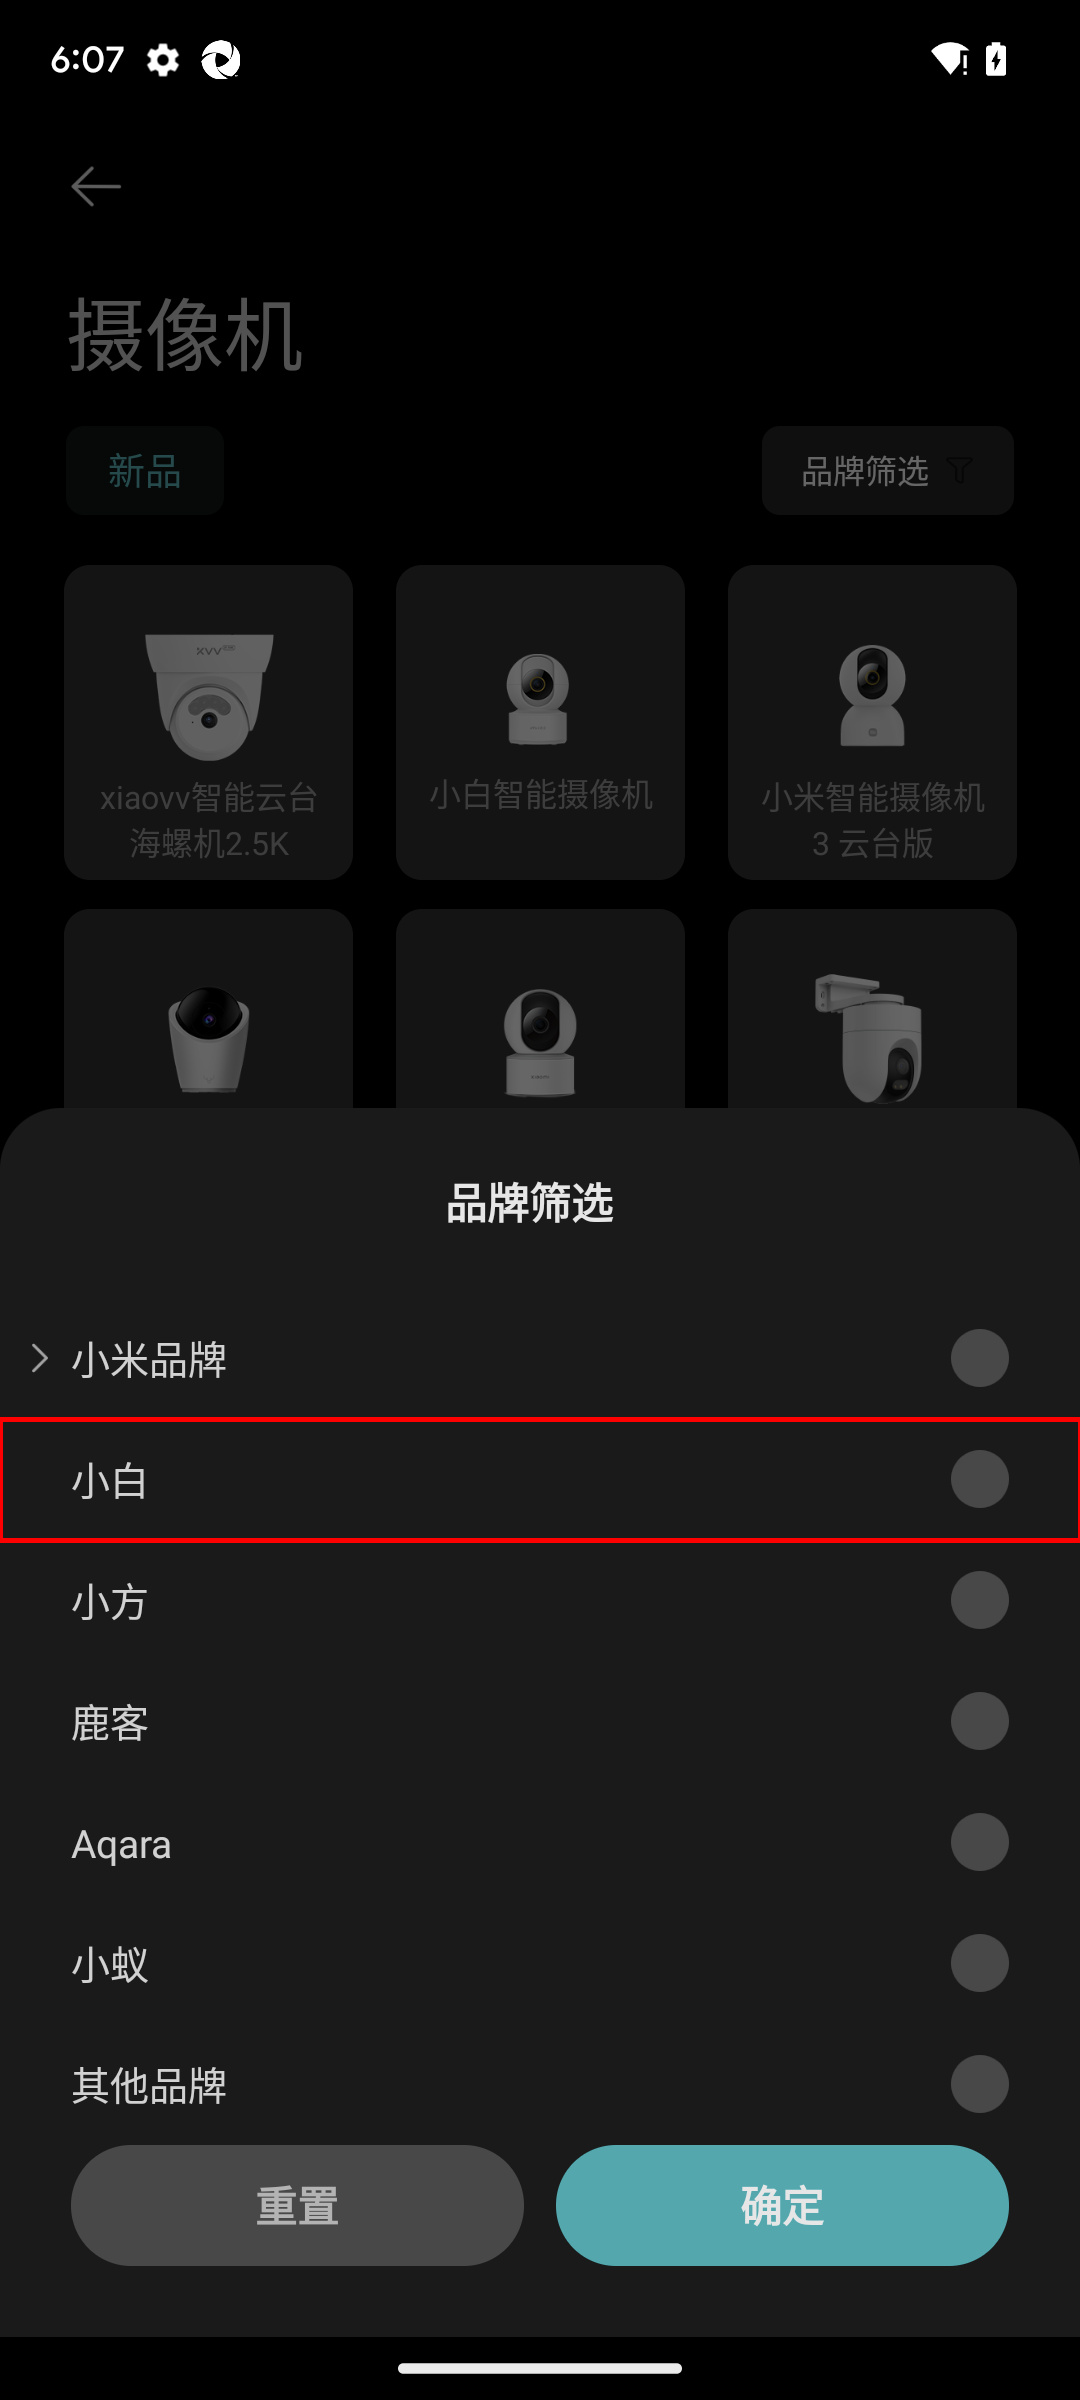 6:07
摄像机
新品
品牌筛选
xiaovv智能云台
海螺机2.5K
小白智能摄像机
小米智能摄像机
3 云台版
品牌筛选
小米品牌
小白
小方
鹿客
Aqara
小蚁
其他品牌
重置
确定